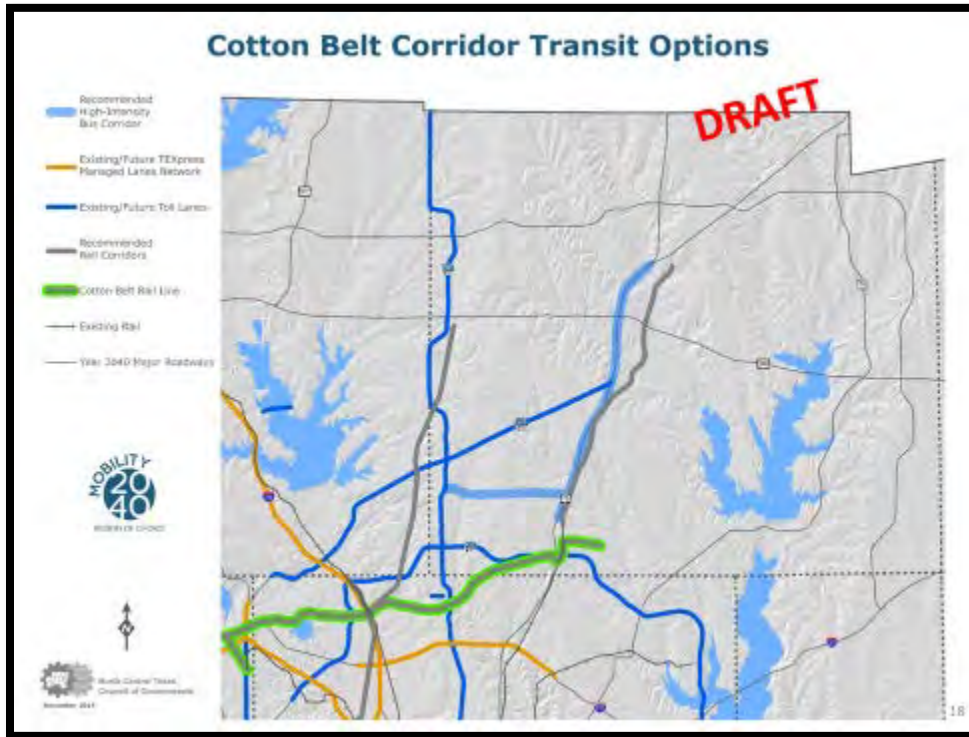 Cotton Belt Corridor Transit Options
DRAFT
Recommended
High-Intensity
Bus Corridor
Existing/Future TEXpress
Managed Lanes Network
Existing/Future Toll Lanes
Recommended
Rail Corridors
Cotton Belt Rail Line
Existing Rail
Year 2040 Major Roadways
MOBILITY
2040
N
North Central Texas
Council of Governments
18